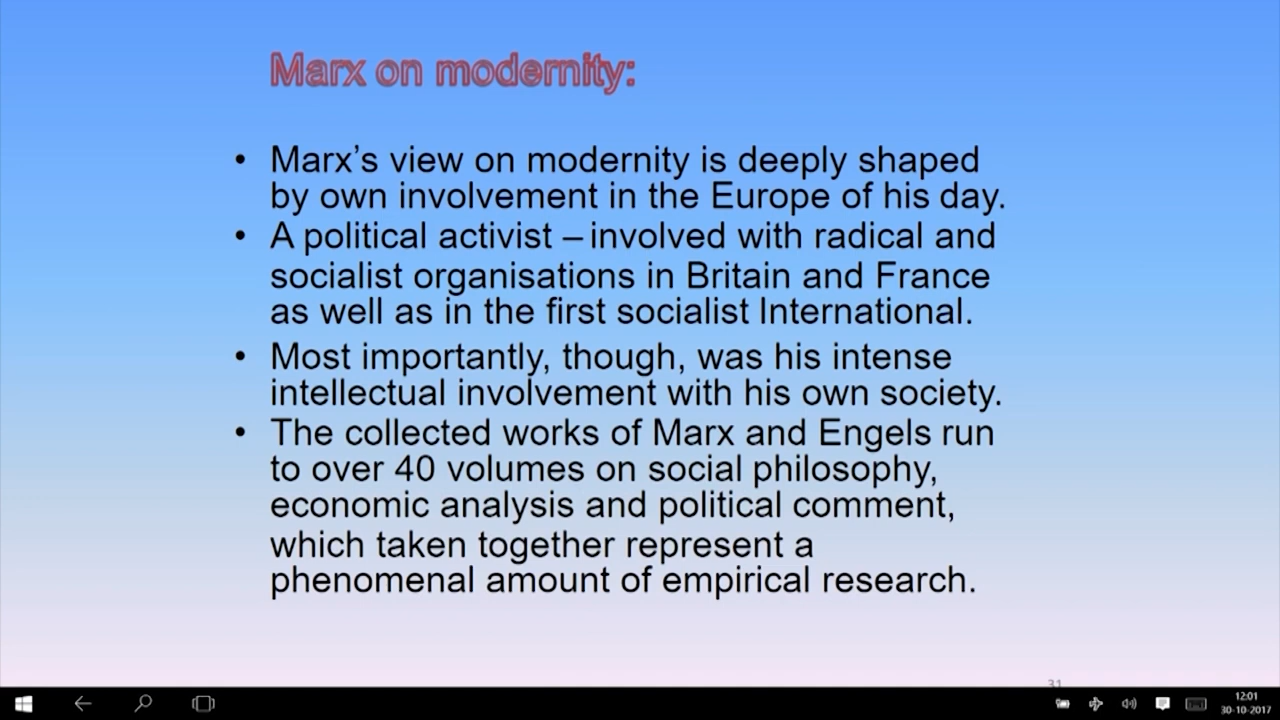 Marx on modernity:
• Marx's view on modernity is deeply shaped
by own involvement in the Europe of his day.
• A political activist – involved with radical and
socialist organisations in Britain and France
as well as in the first socialist International.
• Most importantly, though, was his intense
intellectual involvement with his own society.
• The collected works of Marx and Engels run
to over 40 volumes on social philosophy,
economic analysis and political comment,
which taken together represent a
phenomenal amount of empirical research.
31
12:01
30-10-2017